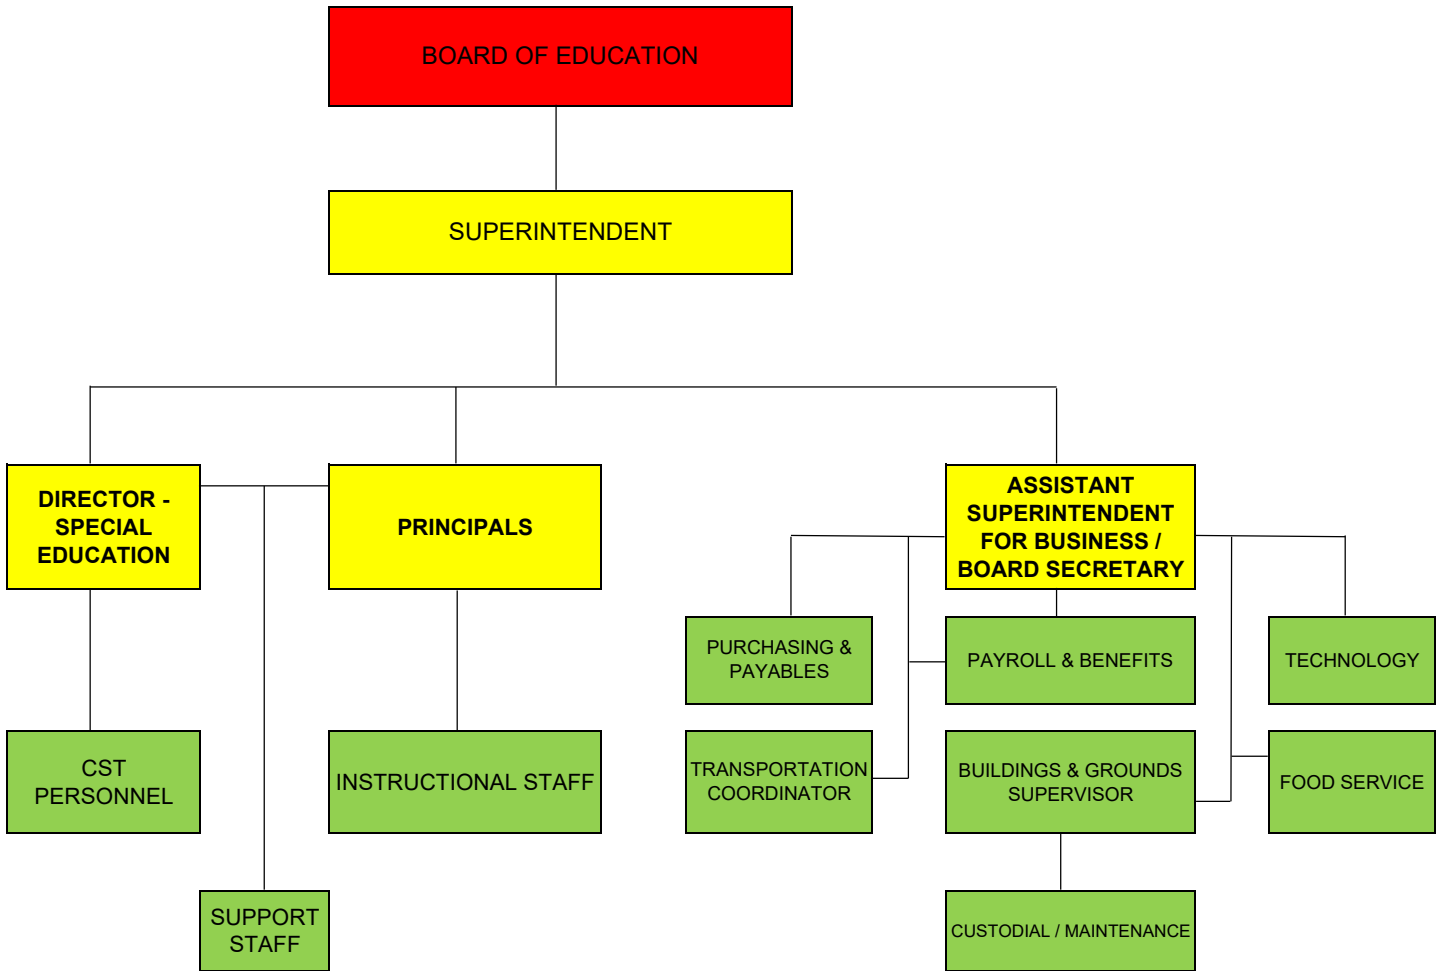 BOARD OF EDUCATION
SUPERINTENDENT
DIRECTOR -
SPECIAL
EDUCATION
PRINCIPALS
ASSISTANT
SUPERINTENDENT
FOR BUSINESS /
BOARD SECRETARY
PURCHASING &
PAYABLES
PAYROLL & BENEFITS
TECHNOLOGY
CST
PERSONNEL
INSTRUCTIONAL STAFF
TRANSPORTATION
COORDINATOR
BUILDINGS & GROUNDS
SUPERVISOR
FOOD SERVICE
SUPPORT
STAFF
CUSTODIAL / MAINTENANCE